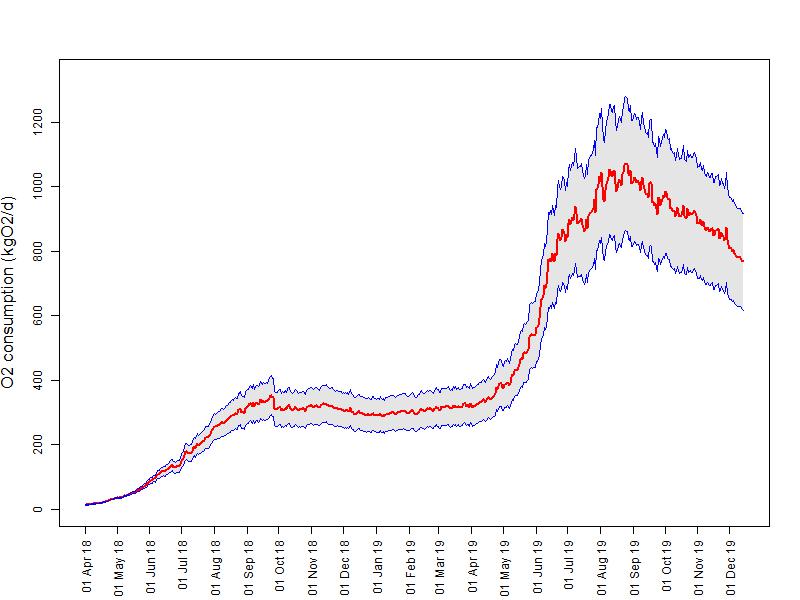 O2 consumption (kgO2/d)
1200
1000
800
600
400
200
0
01 Apr 18
01 May 18
01 Jun 18
01 Jul 18
01 Aug 18
01 Sep 18
01 Oct 18
01 Nov 18
01 Dec 18
01 Jan 19
01 Feb 19
01 Mar 19
01 Apr 19
01 May 19
01 Jun 19
01 Jul 19
01 Aug 19
01 Sep 19
01 Oct 19
01 Nov 19
01 Dec 19